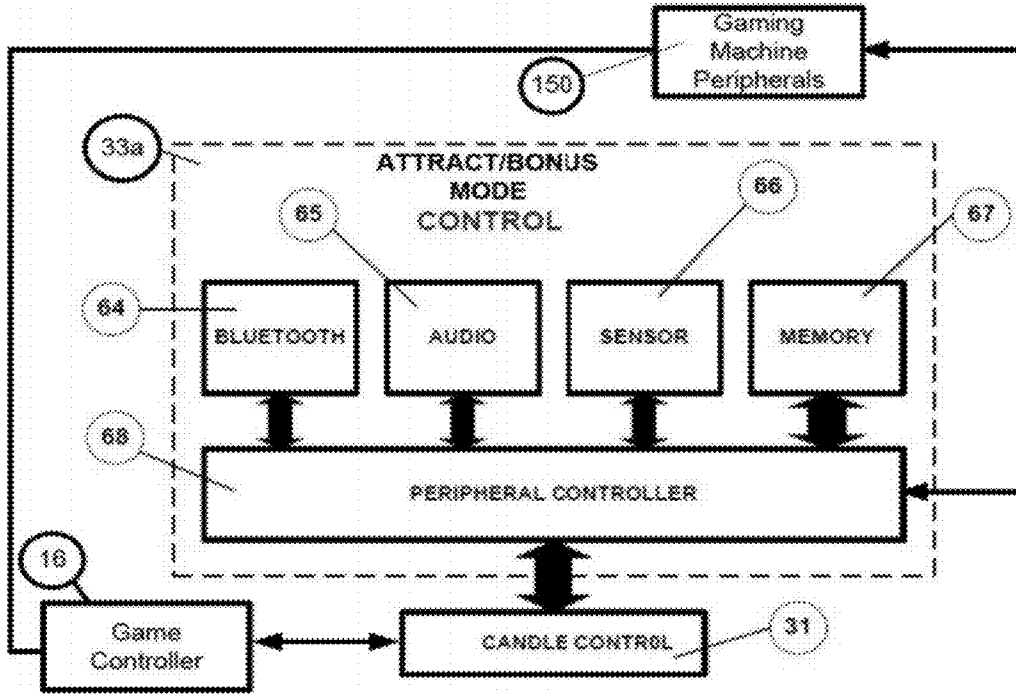 Gaming
Machine
Peripherals
150
33a
ATTRACT/BONUS
MODE
CONTROL
65
66
67
64
BLUETOOTH
AUDIO
SENSOR
MEMORY
68
PERIPHERAL CONTROLLER
16
Game
Controller
CANDLE CONTROL
31